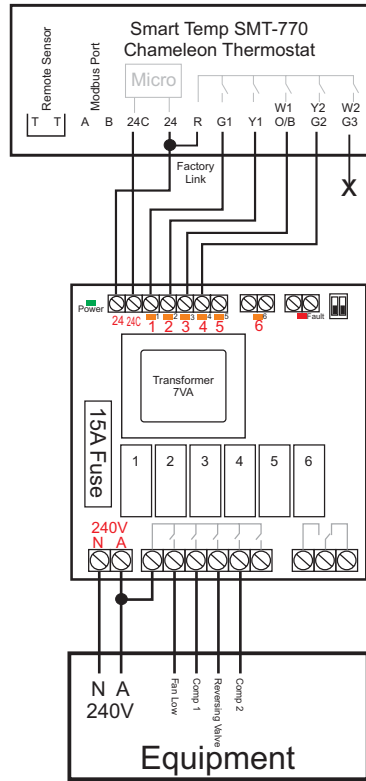 Smart Temp SMT-770
Chameleon Thermostat
Remote Sensor
Modbus Port
Micro
W1 Y2 W2
T T A B 24C 24 R G1 Y1 O/B G2 G3
Factory
Link
X
Power
24 24C 1 2 3 4 5 6
1 2 3 4 5 6
Fault
Transformer
7VA
15A Fuse
1 2 3 4 5 6
240V
N A
N A
240V
Fan Low
Comp 1
Reversing Valve
Comp 2
Equipment